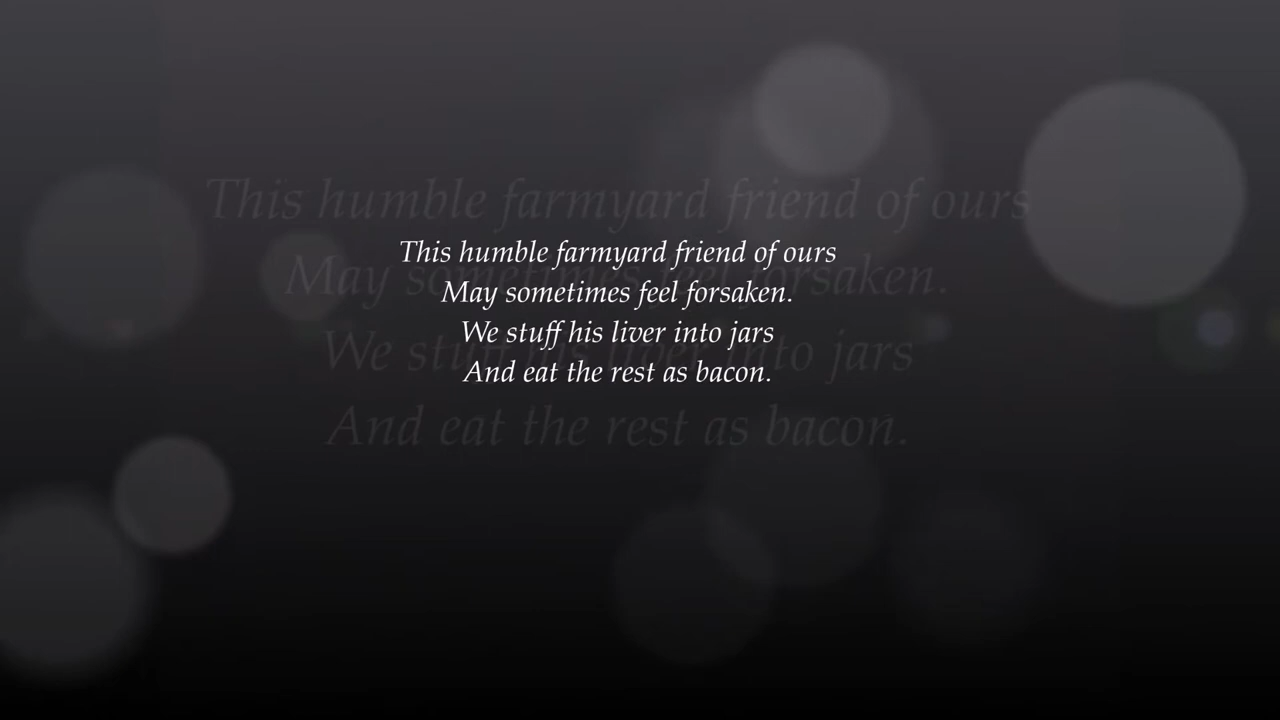 This humble farmyard friend of ours
May sometimes feel forsaken.
We stuff his liver into jars
And eat the rest as bacon.